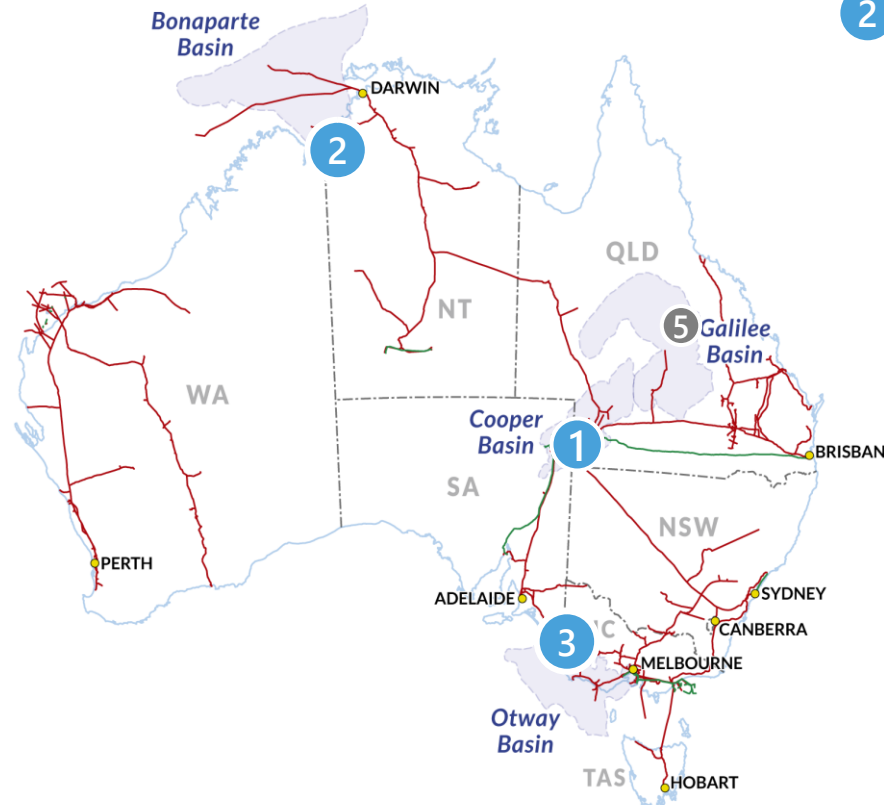 Bonaparte
Basin
2
DARWIN
2
QLD
NT
5
Galilee
Basin
WA
Cooper
Basin
1
BRISBAN
SA
NSW
PERTH
ADELAIDE
SYDNEY
3
C
CANBERRA
MELBOURNE
Otway
Basin
TAS
HOBART